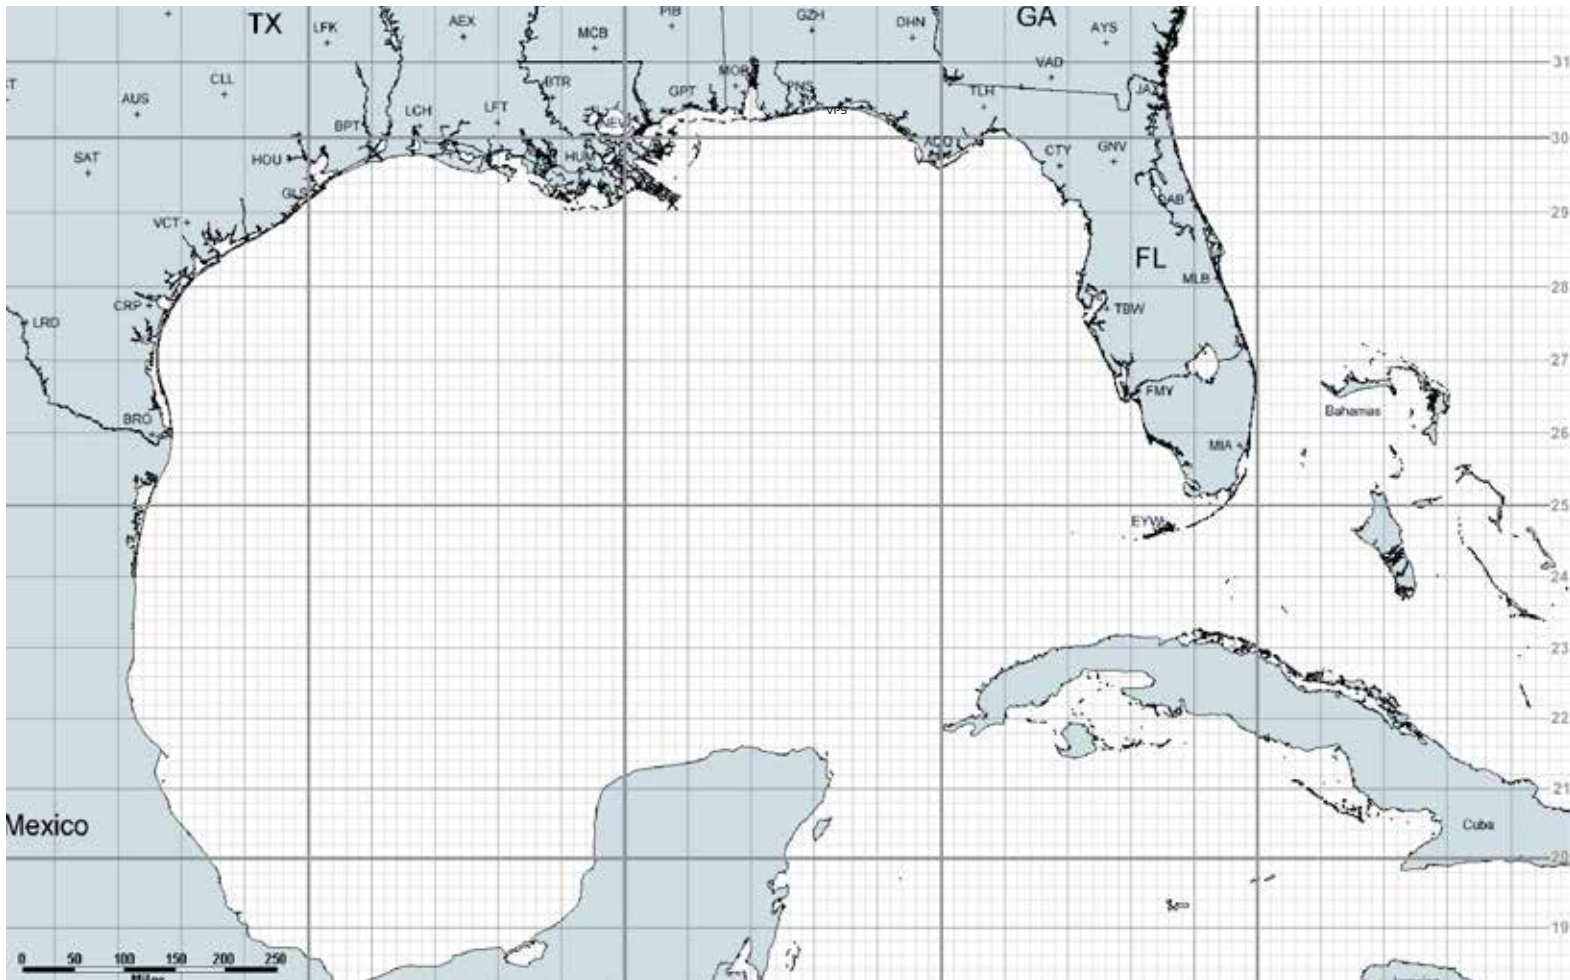 TX
GA
LFK
AEX
MCB
PIB
GZH
DHN
AYS
31
CLL
BTR
MOB
PNS
VAD
AUS
LCH
LFT
GPT
VPS
TLH
JAX
BPT
NEW
30
SAT
HOU
HUM
AQQ
CTY
GNV
GLS
DAB
VCT
29
FL
MLB
28
CRP
TBW
LRD
27
FMY
Bahamas
BRO
MIA
26
25
EYW
24
23
22
21
Mexico
Cuba
20
19
0 50 100 150 200 250
Miles